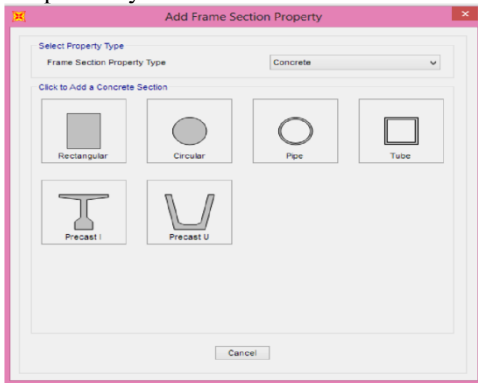 Add Frame Section Property
Select Property Type
Frame Section Property Type
Concrete
Click to Add a Concrete Section
Rectangular
Circular
Pipe
Tube
Precast I
Precast U
Cancel